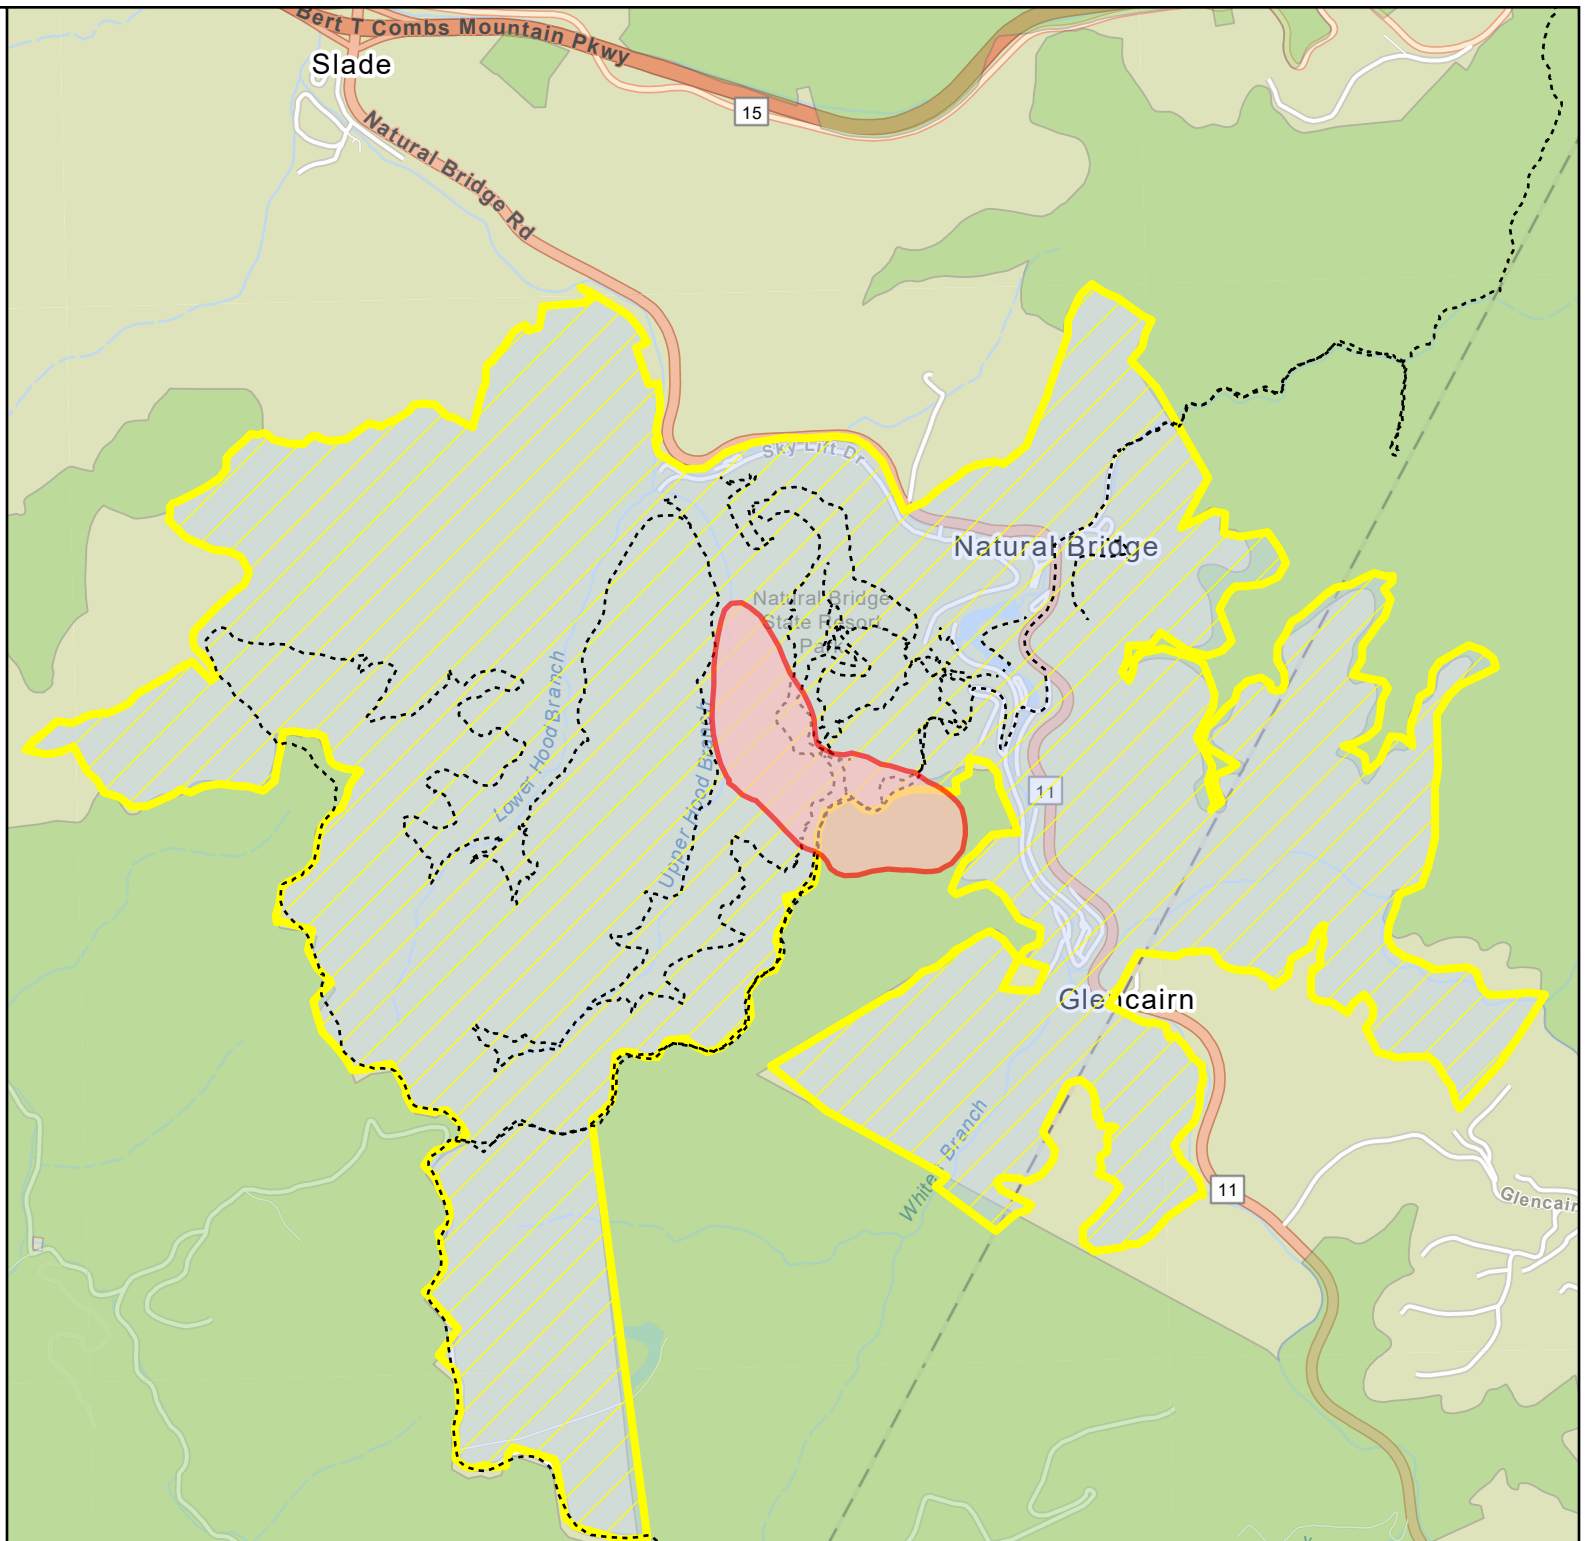 Bert T Combs Mountain Pkwy
Slade
15
Natural Bridge Rd
Sky Lift Dr
Natural Bridge
Natural Bridge
State Resort
Park
Lower Hood Branch
Upper Hood Branch
11
Glencairn
Whites Branch
11
Glencair